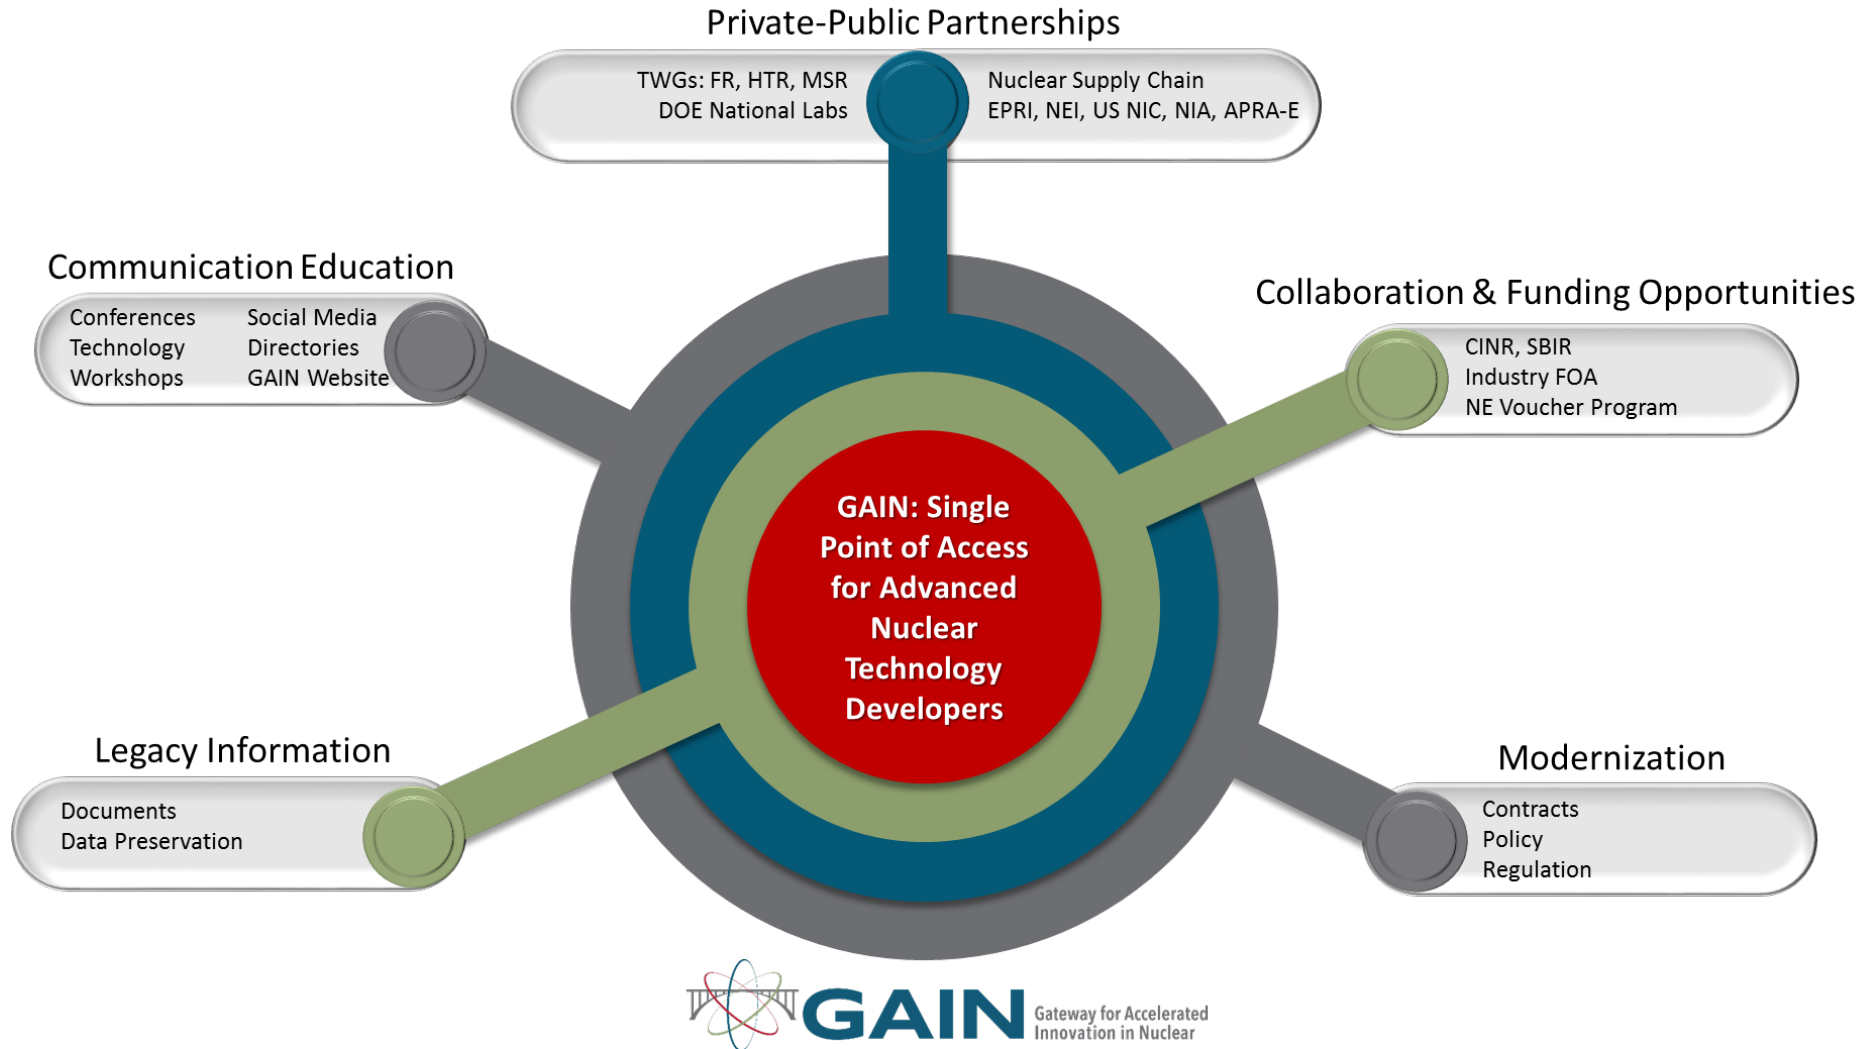 Private-Public Partnerships
TWGs: FR, HTR, MSR
DOE National Labs
Nuclear Supply Chain
EPRI, NEI, US NIC, NIA, APRA-E
Communication Education
Conferences
Technology
Workshops
Social Media
Directories
GAIN Website
Collaboration & Funding Opportunities
CINR, SBIR
Industry FOA
NE Voucher Program
GAIN: Single
Point of Access
for Advanced
Nuclear
Technology
Developers
Legacy Information
Documents
Data Preservation
Modernization
Contracts
Policy
Regulation
GAIN
Gateway for Accelerated
Innovation in Nuclear